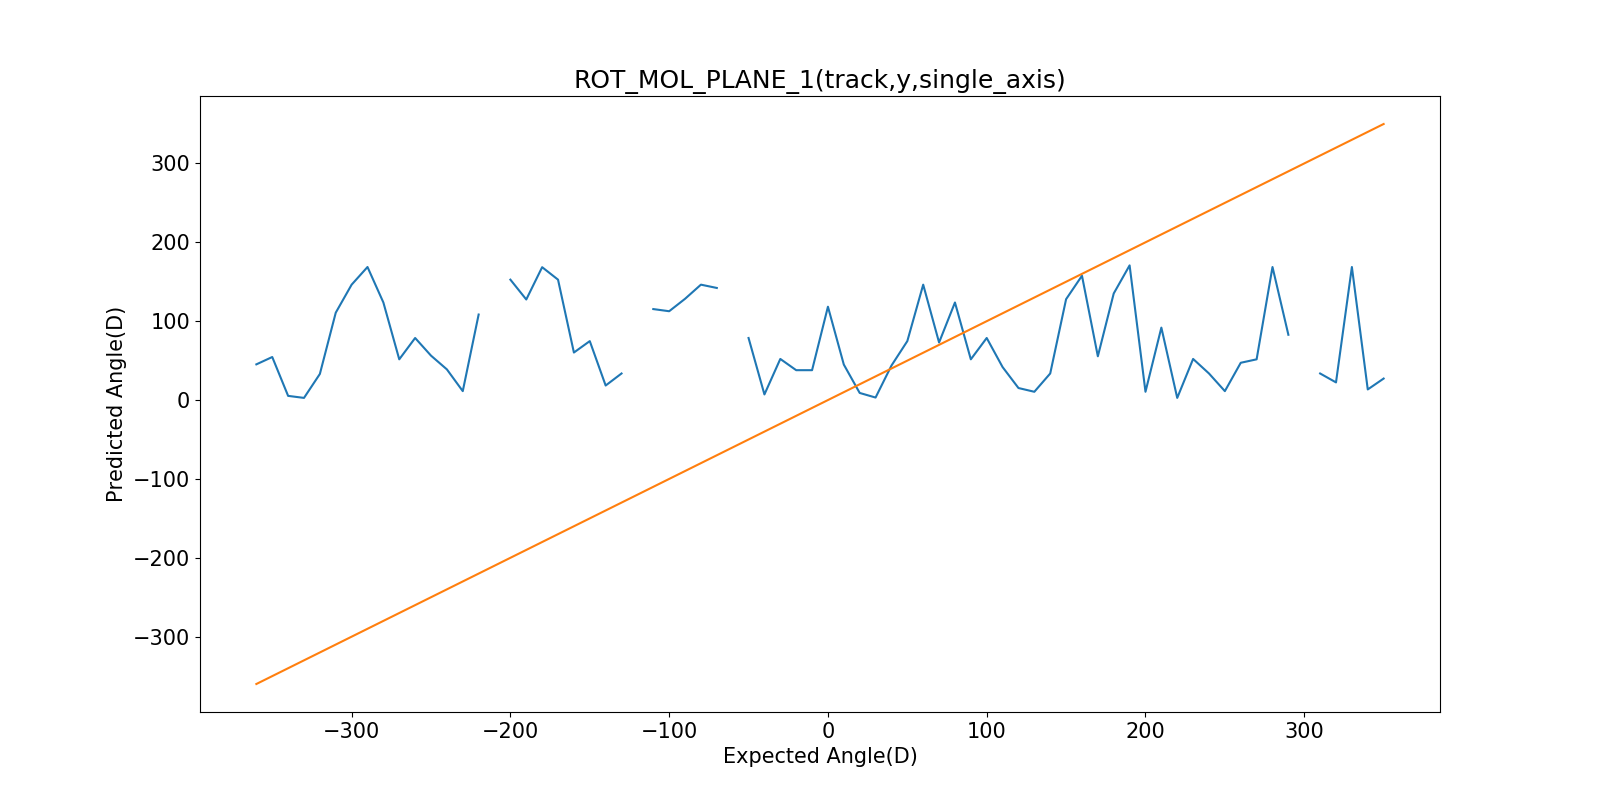 ROT_MOL_PLANE_1(track,y,single_axis)
300
200
100
0
−100
−200
−300
Predicted Angle(D)
−300 −200 −100 0 100 200 300
Expected Angle(D)